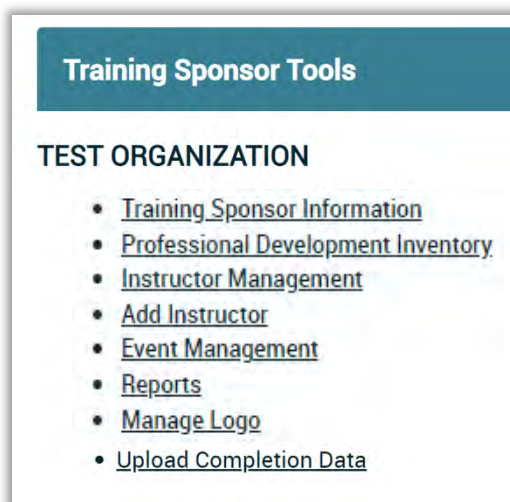 Training Sponsor Tools
TEST ORGANIZATION
• Training Sponsor Information
• Professional Development Inventory
• Instructor Management
• Add Instructor
• Event Management
• Reports
• Manage Logo
• Upload Completion Data